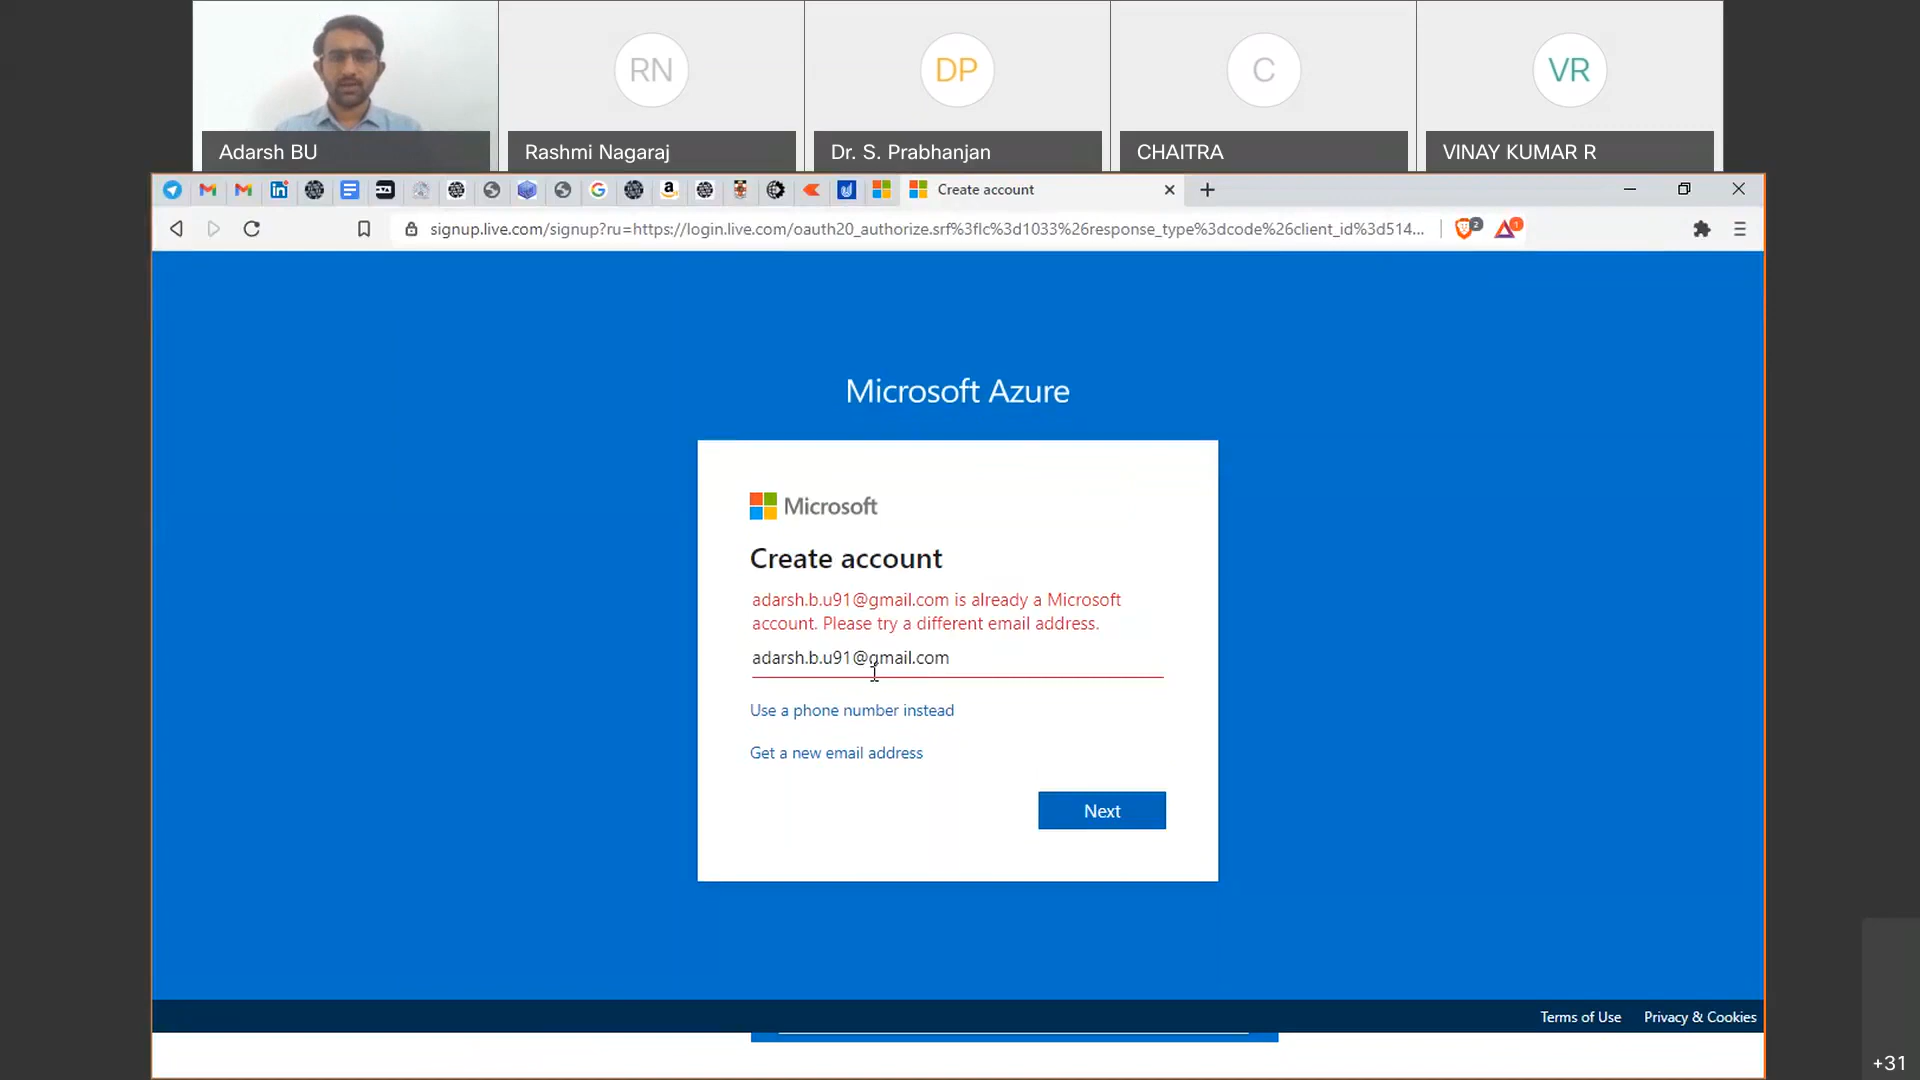 RN
DP
C
VR
Adarsh BU
Rashmi Nagaraj
Dr. S. Prabhanjan
CHAITRA
VINAY KUMAR R
Create account
signup.live.com/signup?ru=https://login.live.com/oauth20_authorize.srf%3flc%3d1033%26response_type%3dcode%26client_id%3d514...
2
1
Microsoft Azure
Microsoft
Create account
adarsh.b.u91@gmail.com is already a Microsoft
account. Please try a different email address.
adarsh.b.u91@gmail.com
Use a phone number instead
Get a new email address
Next
Terms of Use
Privacy & Cookies
+31